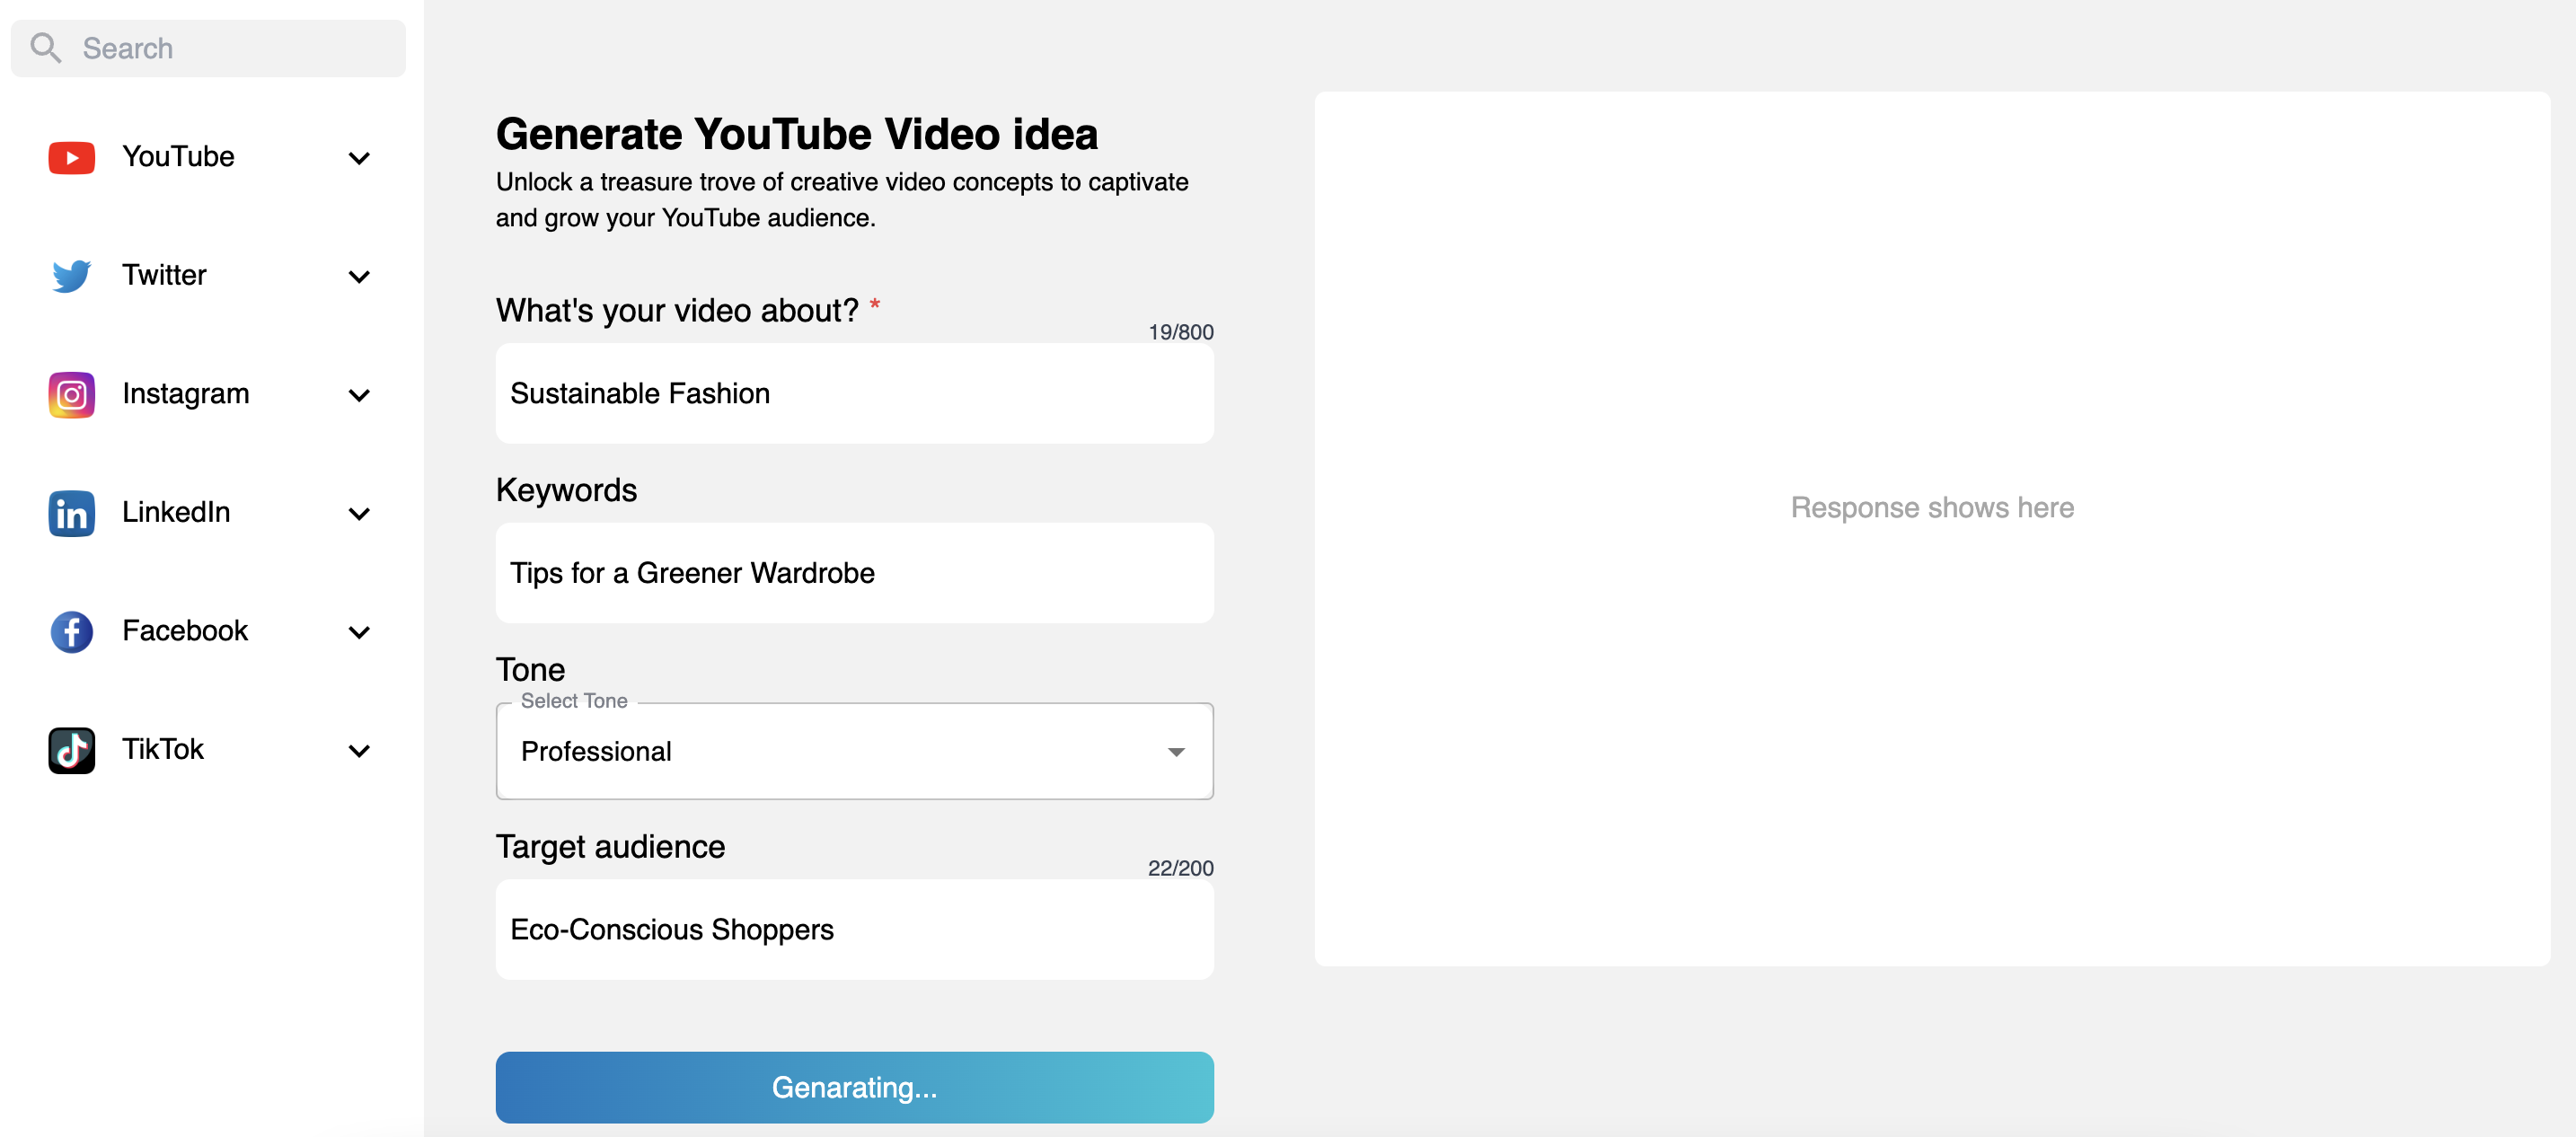 Search
YouTube
Twitter
Instagram
LinkedIn
Facebook
TikTok
Generate YouTube Video idea
Unlock a treasure trove of creative video concepts to captivate
and grow your YouTube audience.
What's your video about? *
19/800
Sustainable Fashion
Keywords
Tips for a Greener Wardrobe
Tone
Select Tone
Professional
Target audience
22/200
Eco-Conscious Shoppers
Genarating...
Response shows here